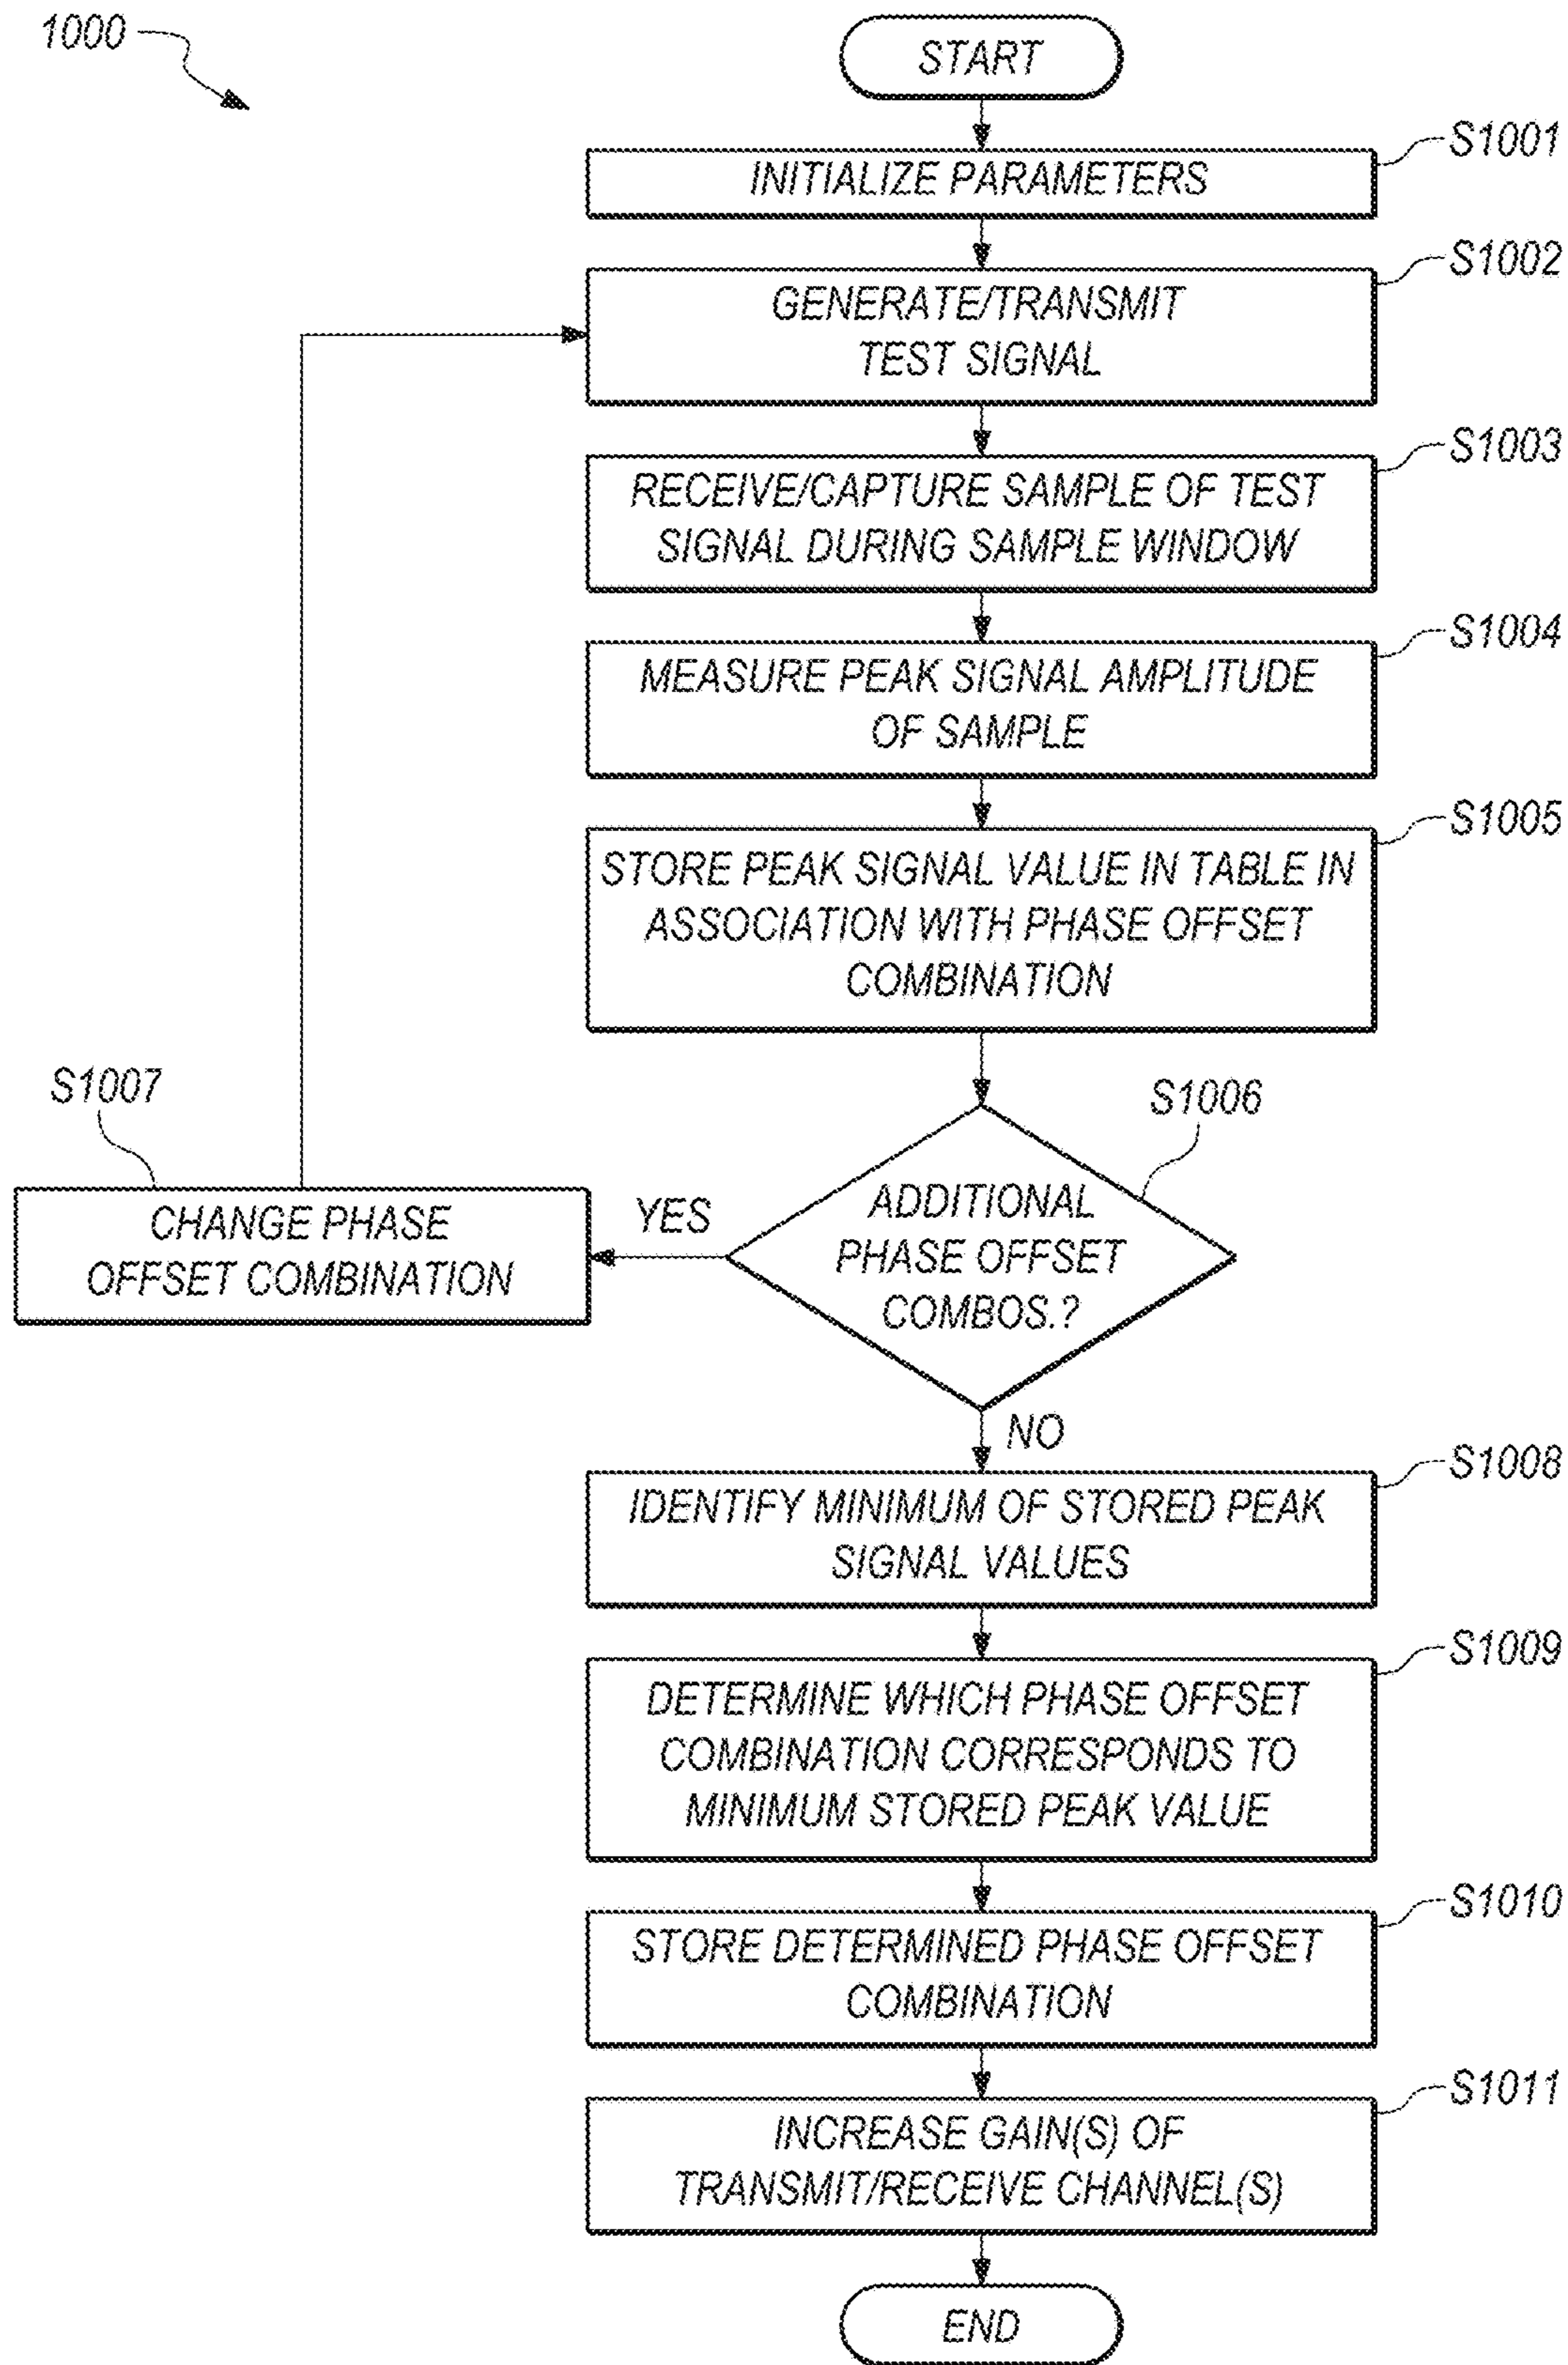 1000
START
S1001
INITIALIZE PARAMETERS
S1002
GENERATE/TRANSMIT
TEST SIGNAL
S1003
RECEIVE/CAPTURE SAMPLE OF TEST
SIGNAL DURING SAMPLE WINDOW
S1004
MEASURE PEAK SIGNAL AMPLITUDE
OF SAMPLE
S1005
STORE PEAK SIGNAL VALUE IN TABLE IN
ASSOCIATION WITH PHASE OFFSET
COMBINATION
S1006
ADDITIONAL
PHASE OFFSET
COMBOS.?
YES
S1007
CHANGE PHASE
OFFSET COMBINATION
NO
S1008
IDENTIFY MINIMUM OF STORED PEAK
SIGNAL VALUES
S1009
DETERMINE WHICH PHASE OFFSET
COMBINATION CORRESPONDS TO
MINIMUM STORED PEAK VALUE
S1010
STORE DETERMINED PHASE OFFSET
COMBINATION
S1011
INCREASE GAIN(S) OF
TRANSMIT/RECEIVE CHANNEL(S)
END